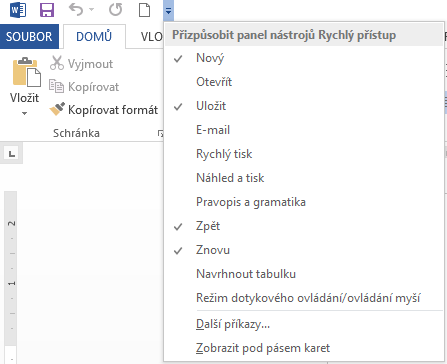 Přizpůsobit panel nástrojů Rychlý přístup
SOUBOR DOMŮ VLO
Vložit
Vyjmout
Kopírovat
Kopírovat formát
Schránka
Nový
Otevřít
Uložit
E-mail
Rychlý tisk
Náhled a tisk
Pravopis a gramatika
Zpět
Znovu
Navrhnout tabulku
Režim dotykového ovládání/ovládání myší
Další příkazy...
Zobrazit pod pásem karet
2
1